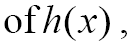 of h(x),